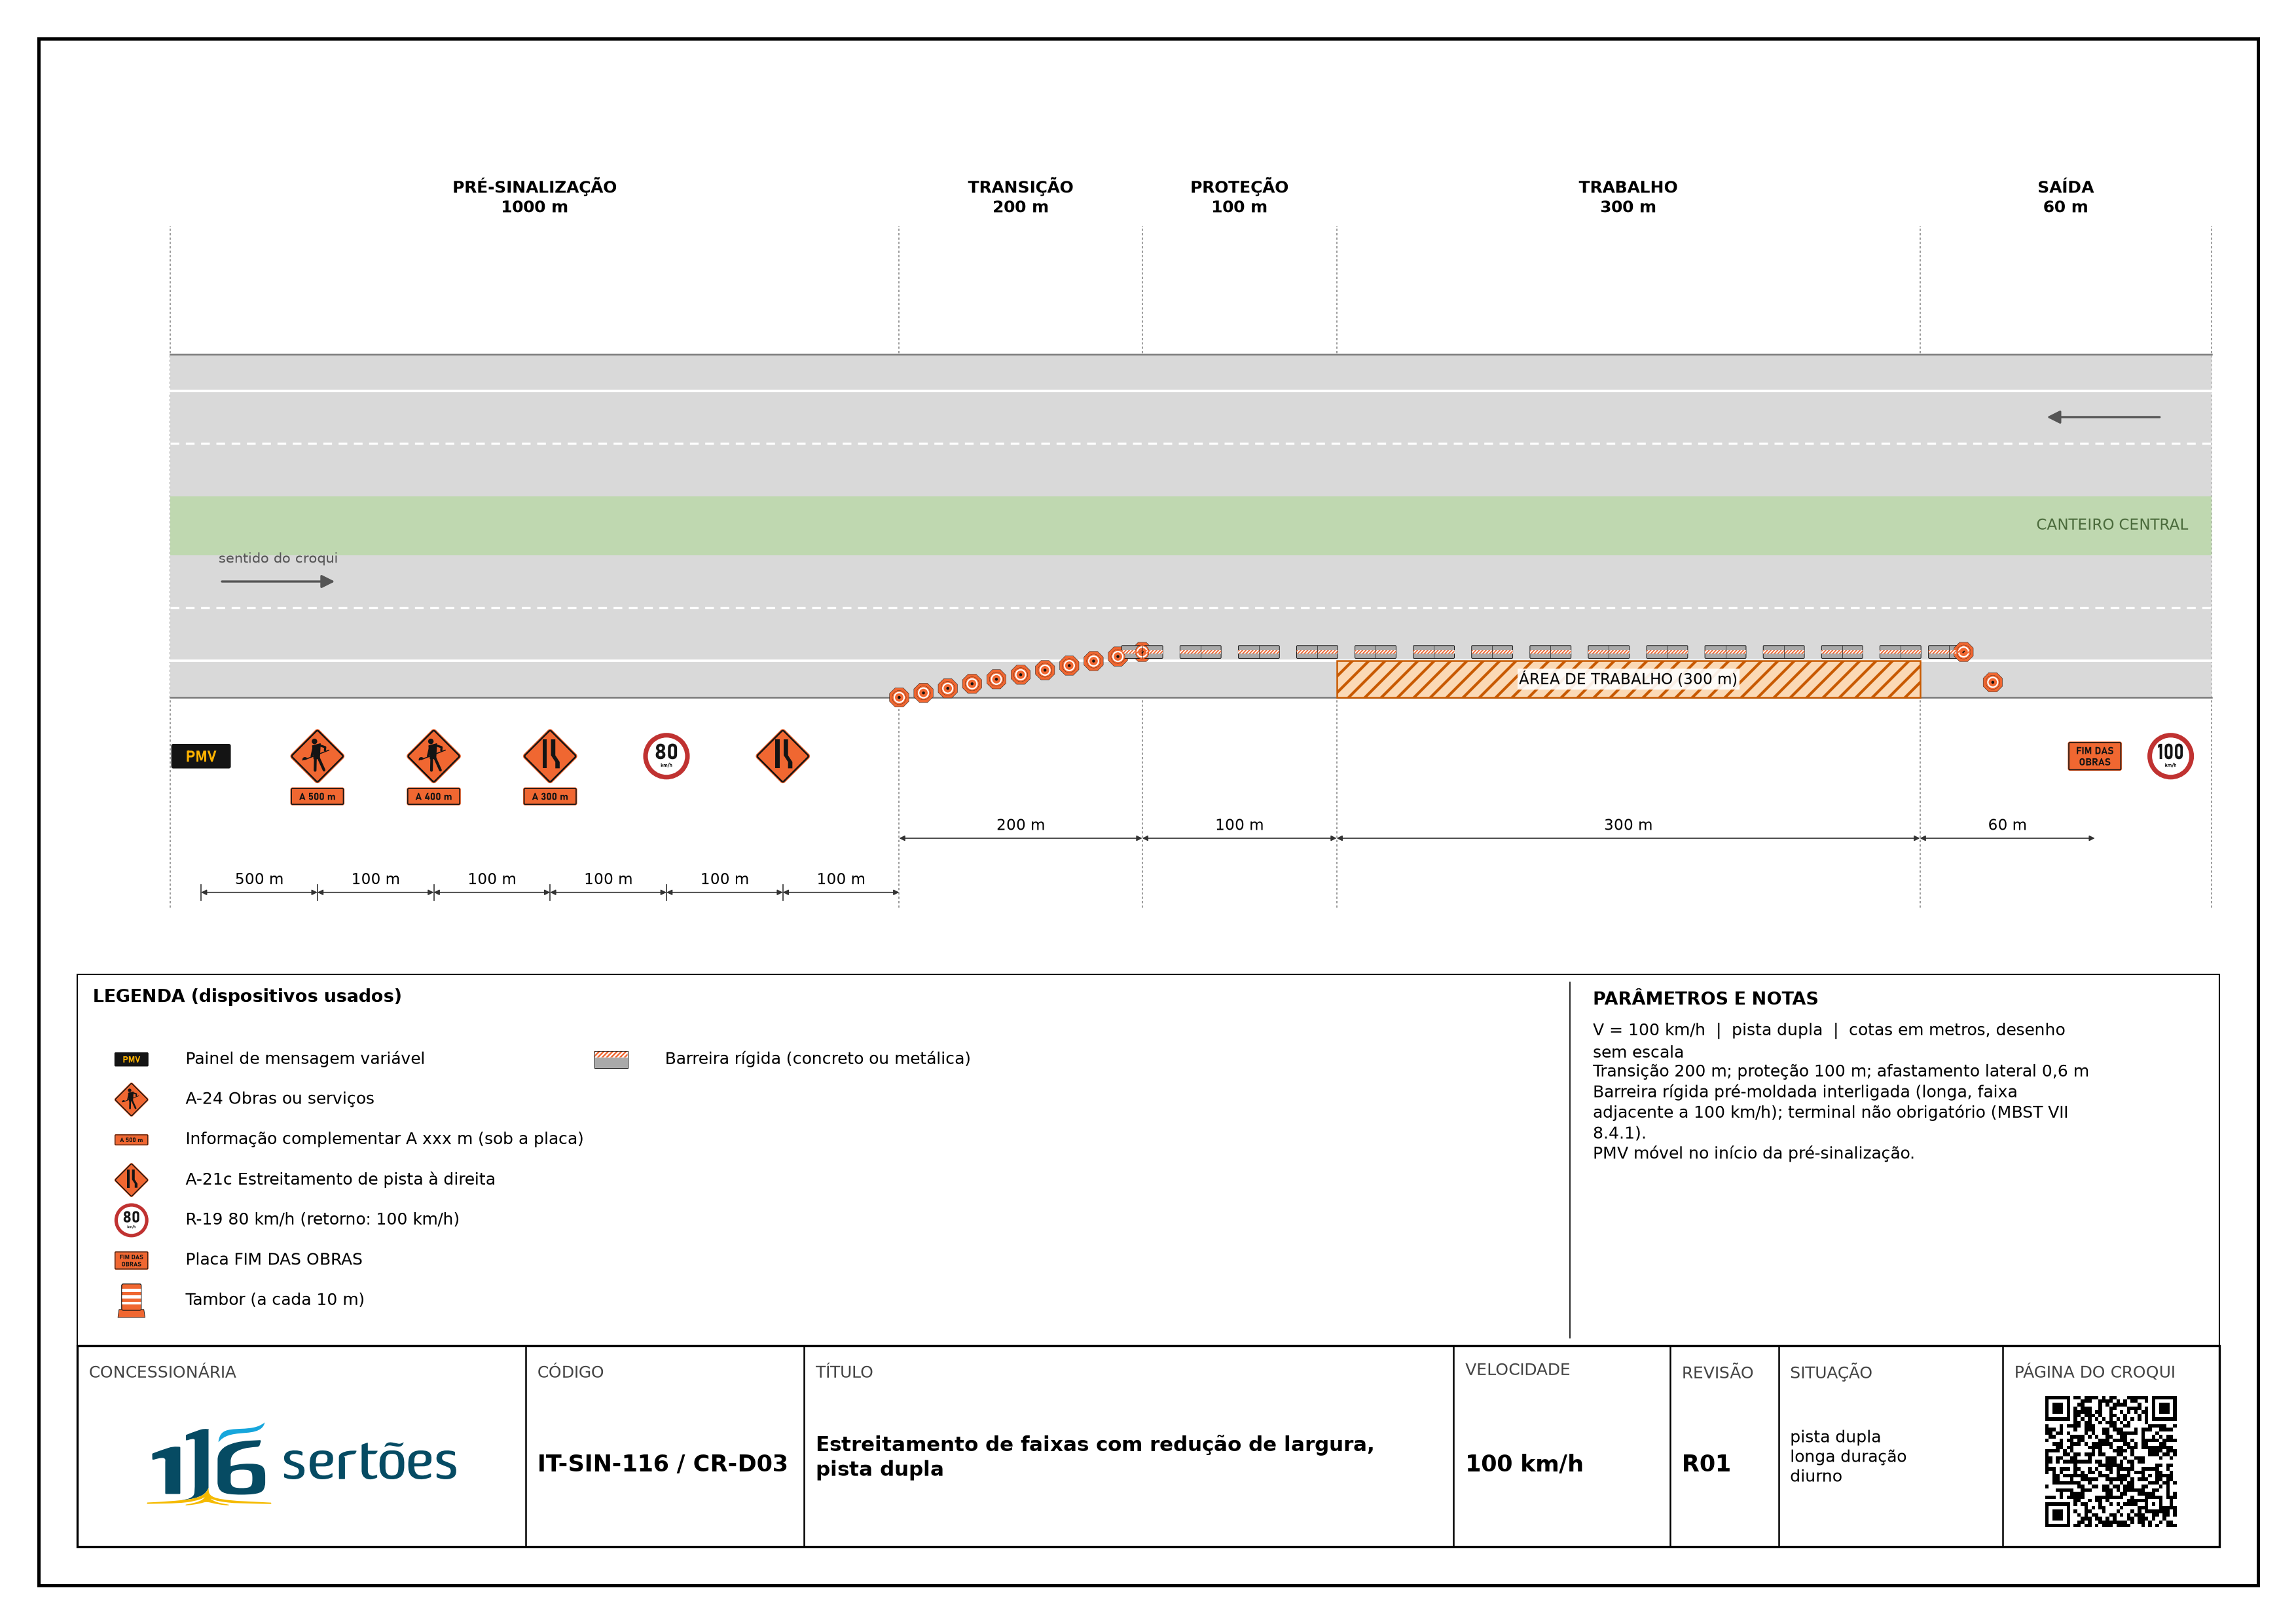 PRÉ-SINALIZAÇÃO
1000 m
TRANSIÇÃO
200 m
PROTEÇÃO
100 m
TRABALHO
300 m
SAÍDA
60 m
CANTEIRO CENTRAL
sentido do croqui
ÁREA DE TRABALHO (300 m)
PMV
80
km/h
FIM DAS
OBRAS
100
km/h
A 500 m
A 400 m
A 300 m
200 m
100 m
300 m
60 m
500 m
100 m
100 m
100 m
100 m
100 m
LEGENDA (dispositivos usados)
PMV
Painel de mensagem variável
Barreira rígida (concreto ou metálica)
A-24 Obras ou serviços
A 500 m
Informação complementar A xxx m (sob a placa)
A-21c Estreitamento de pista à direita
80
km/h
R-19 80 km/h (retorno: 100 km/h)
FIM DAS
OBRAS
Placa FIM DAS OBRAS
Tambor (a cada 10 m)
PARÂMETROS E NOTAS
V = 100 km/h | pista dupla | cotas em metros, desenho
sem escala
Transição 200 m; proteção 100 m; afastamento lateral 0,6 m
Barreira rígida pré-moldada interligada (longa, faixa
adjacente a 100 km/h); terminal não obrigatório (MBST VII
8.4.1).
PMV móvel no início da pré-sinalização.
CONCESSIONÁRIA
116 sertões
CÓDIGO
IT-SIN-116 / CR-D03
TÍTULO
Estreitamento de faixas com redução de largura,
pista dupla
VELOCIDADE
100 km/h
REVISÃO
R01
SITUAÇÃO
pista dupla
longa duração
diurno
PÁGINA DO CROQUI